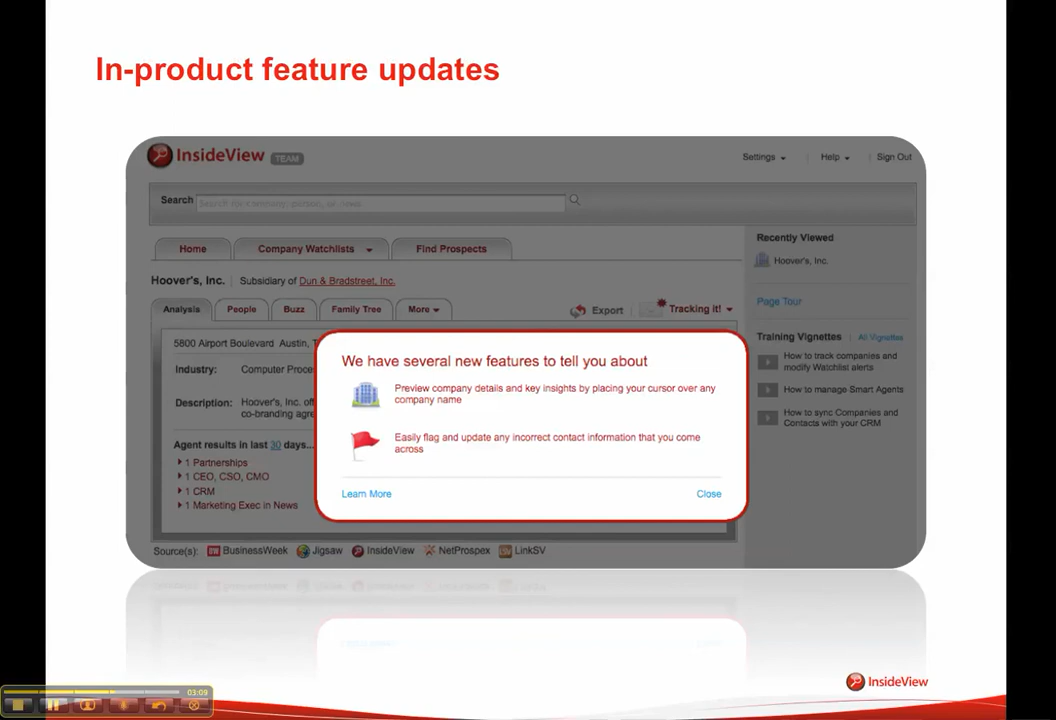 In-product feature updates
InsideView TEAM
Settings
Help
Sign Out
Search
Search for company, person, or
Home
Company Watchlists
Find Prospects
Recently Viewed
Hoover's, Inc.
Hoover's, Inc. | Subsidiary of Dun & Bradstreet, Inc.
Page Tour
Analysis
People
Buzz
Family Tree
More
Export
Tracking it!
Training Vignettes | All Vignettes
How to track companies and
modify Watchlist alerts
How to manage Smart Agents
How to sync Companies and
Contacts with your CRM
5800 Airport Boulevard Austin,
Industry: Computer
Description: Hoover's, Inc.
co-branding
Agent results in last 30 days...
1 Partnerships
1 CEO, CSO, CMO
1 CRM
1 Marketing Exec in News
We have several new features to tell you about
Preview company details and key insights by placing your cursor over any
company name
Easily flag and update any incorrect contact information that you come
across
Learn More
Close
Source(s): BusinessWeek Jigsaw InsideView NetProspex LinkSV
InsideView
03:09